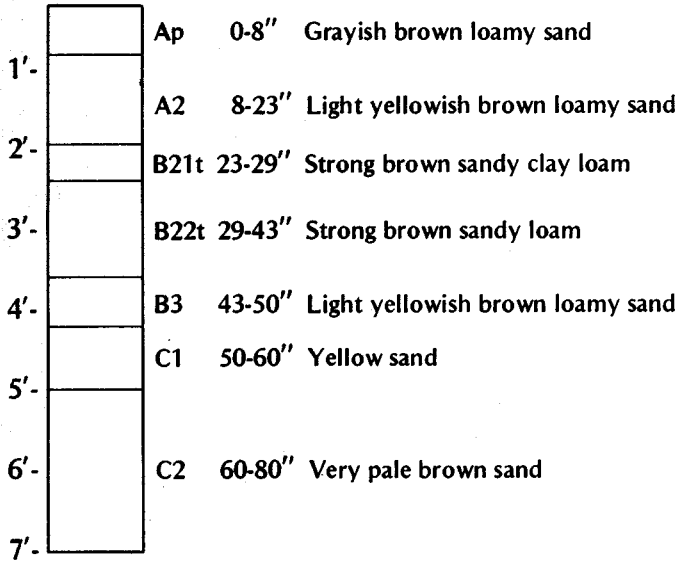 Ap 0-8" Grayish brown loamy sand
1'-
A2 8-23" Light yellowish brown loamy sand
2'-
B21t 23-29" Strong brown sandy clay loam
3'- B22t 29-43" Strong brown sandy loam
4'- B3 43-50" Light yellowish brown loamy sand
C1 50-60" Yellow sand
5'-
6'- C2 60-80" Very pale brown sand
7'-